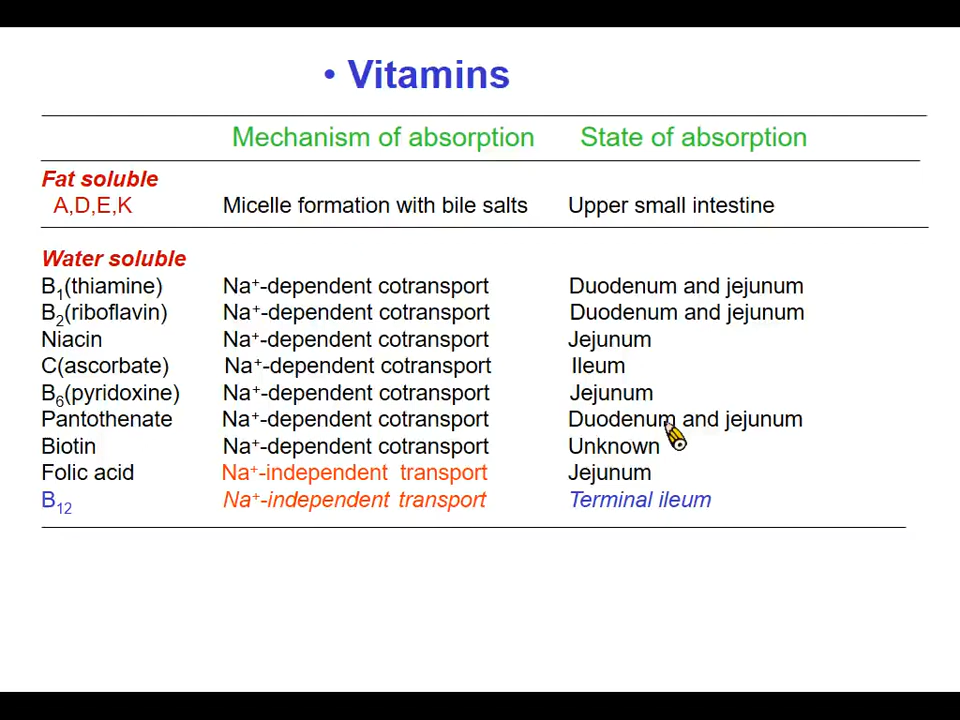 • Vitamins
Mechanism of absorption State of absorption
Fat soluble
A,D,E,K Micelle formation with bile salts Upper small intestine
Water soluble
B₁(thiamine) Na⁺-dependent cotransport Duodenum and jejunum
B₂(riboflavin) Na⁺-dependent cotransport Duodenum and jejunum
Niacin Na⁺-dependent cotransport Jejunum
C(ascorbate) Na⁺-dependent cotransport Ileum
B₆(pyridoxine) Na⁺-dependent cotransport Jejunum
Pantothenate Na⁺-dependent cotransport Duodenum and jejunum
Biotin Na⁺-dependent cotransport Unknown
Folic acid Na⁺-independent transport Jejunum
B₁₂ Na⁺-independent transport Terminal ileum